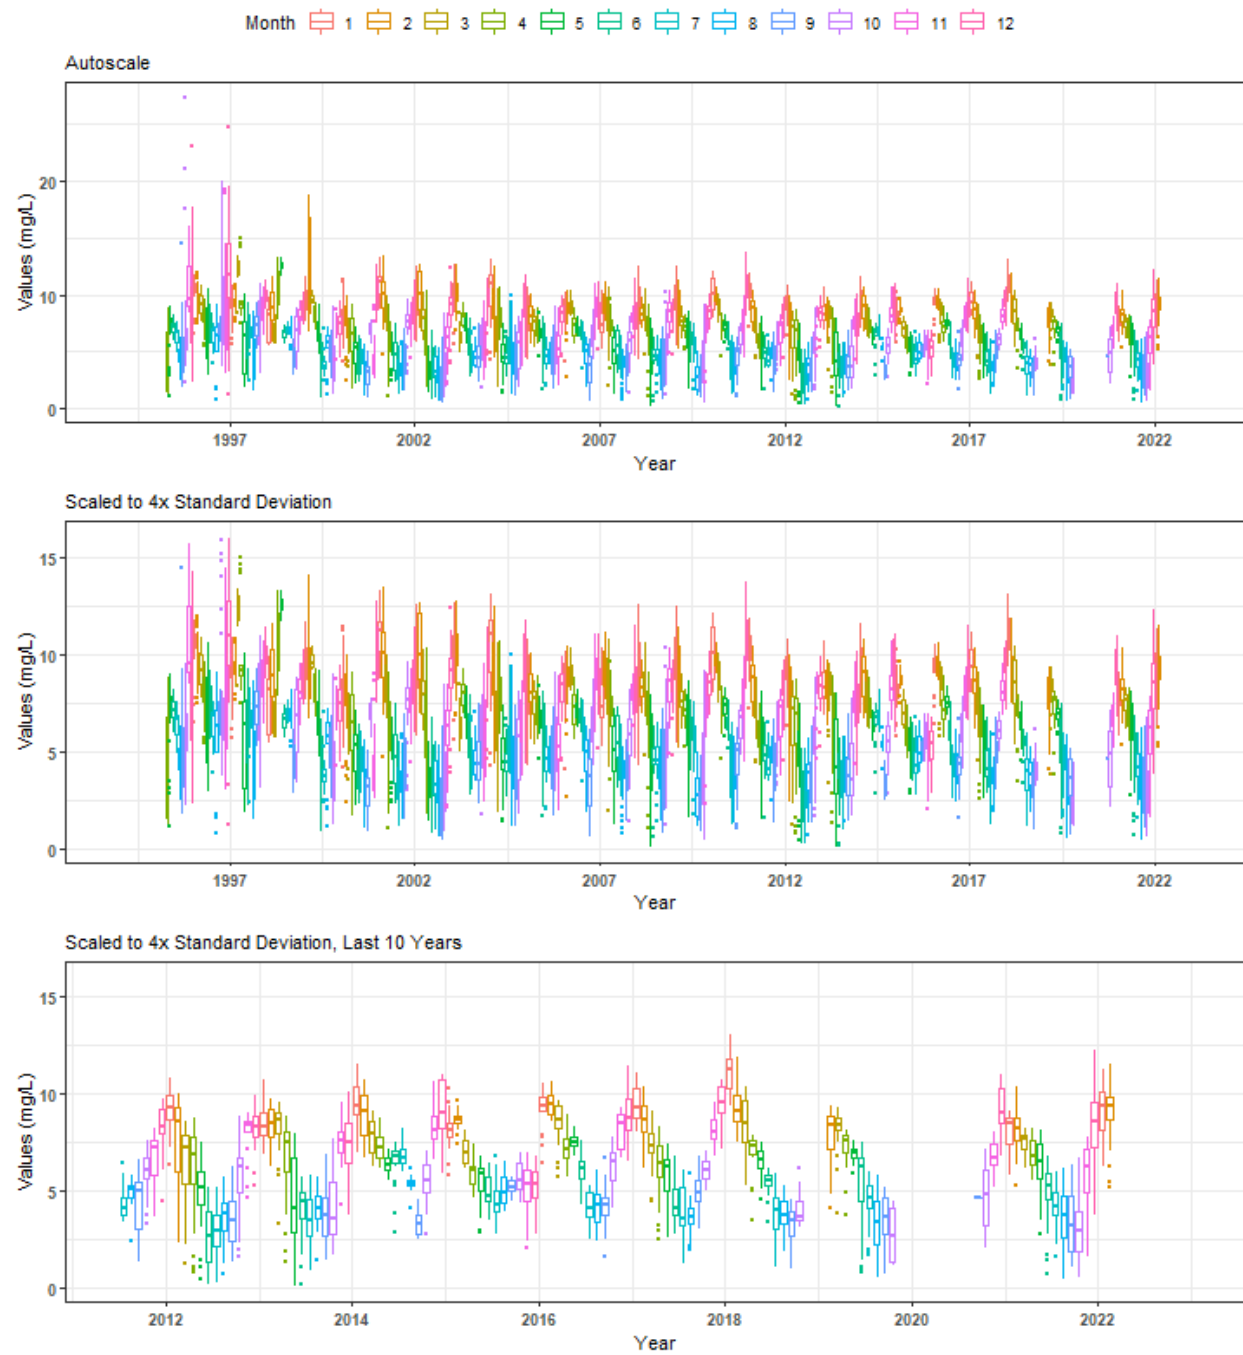 Month 1 2 3 4 5 6 7 8 9 10 11 12
Autoscale
Values (mg/L)
20
10
0
1997 2002 2007 2012 2017 2022
Year
Scaled to 4x Standard Deviation
Values (mg/L)
15
10
5
0
1997 2002 2007 2012 2017 2022
Year
Scaled to 4x Standard Deviation, Last 10 Years
Values (mg/L)
15
10
5
0
2012 2014 2016 2018 2020 2022
Year